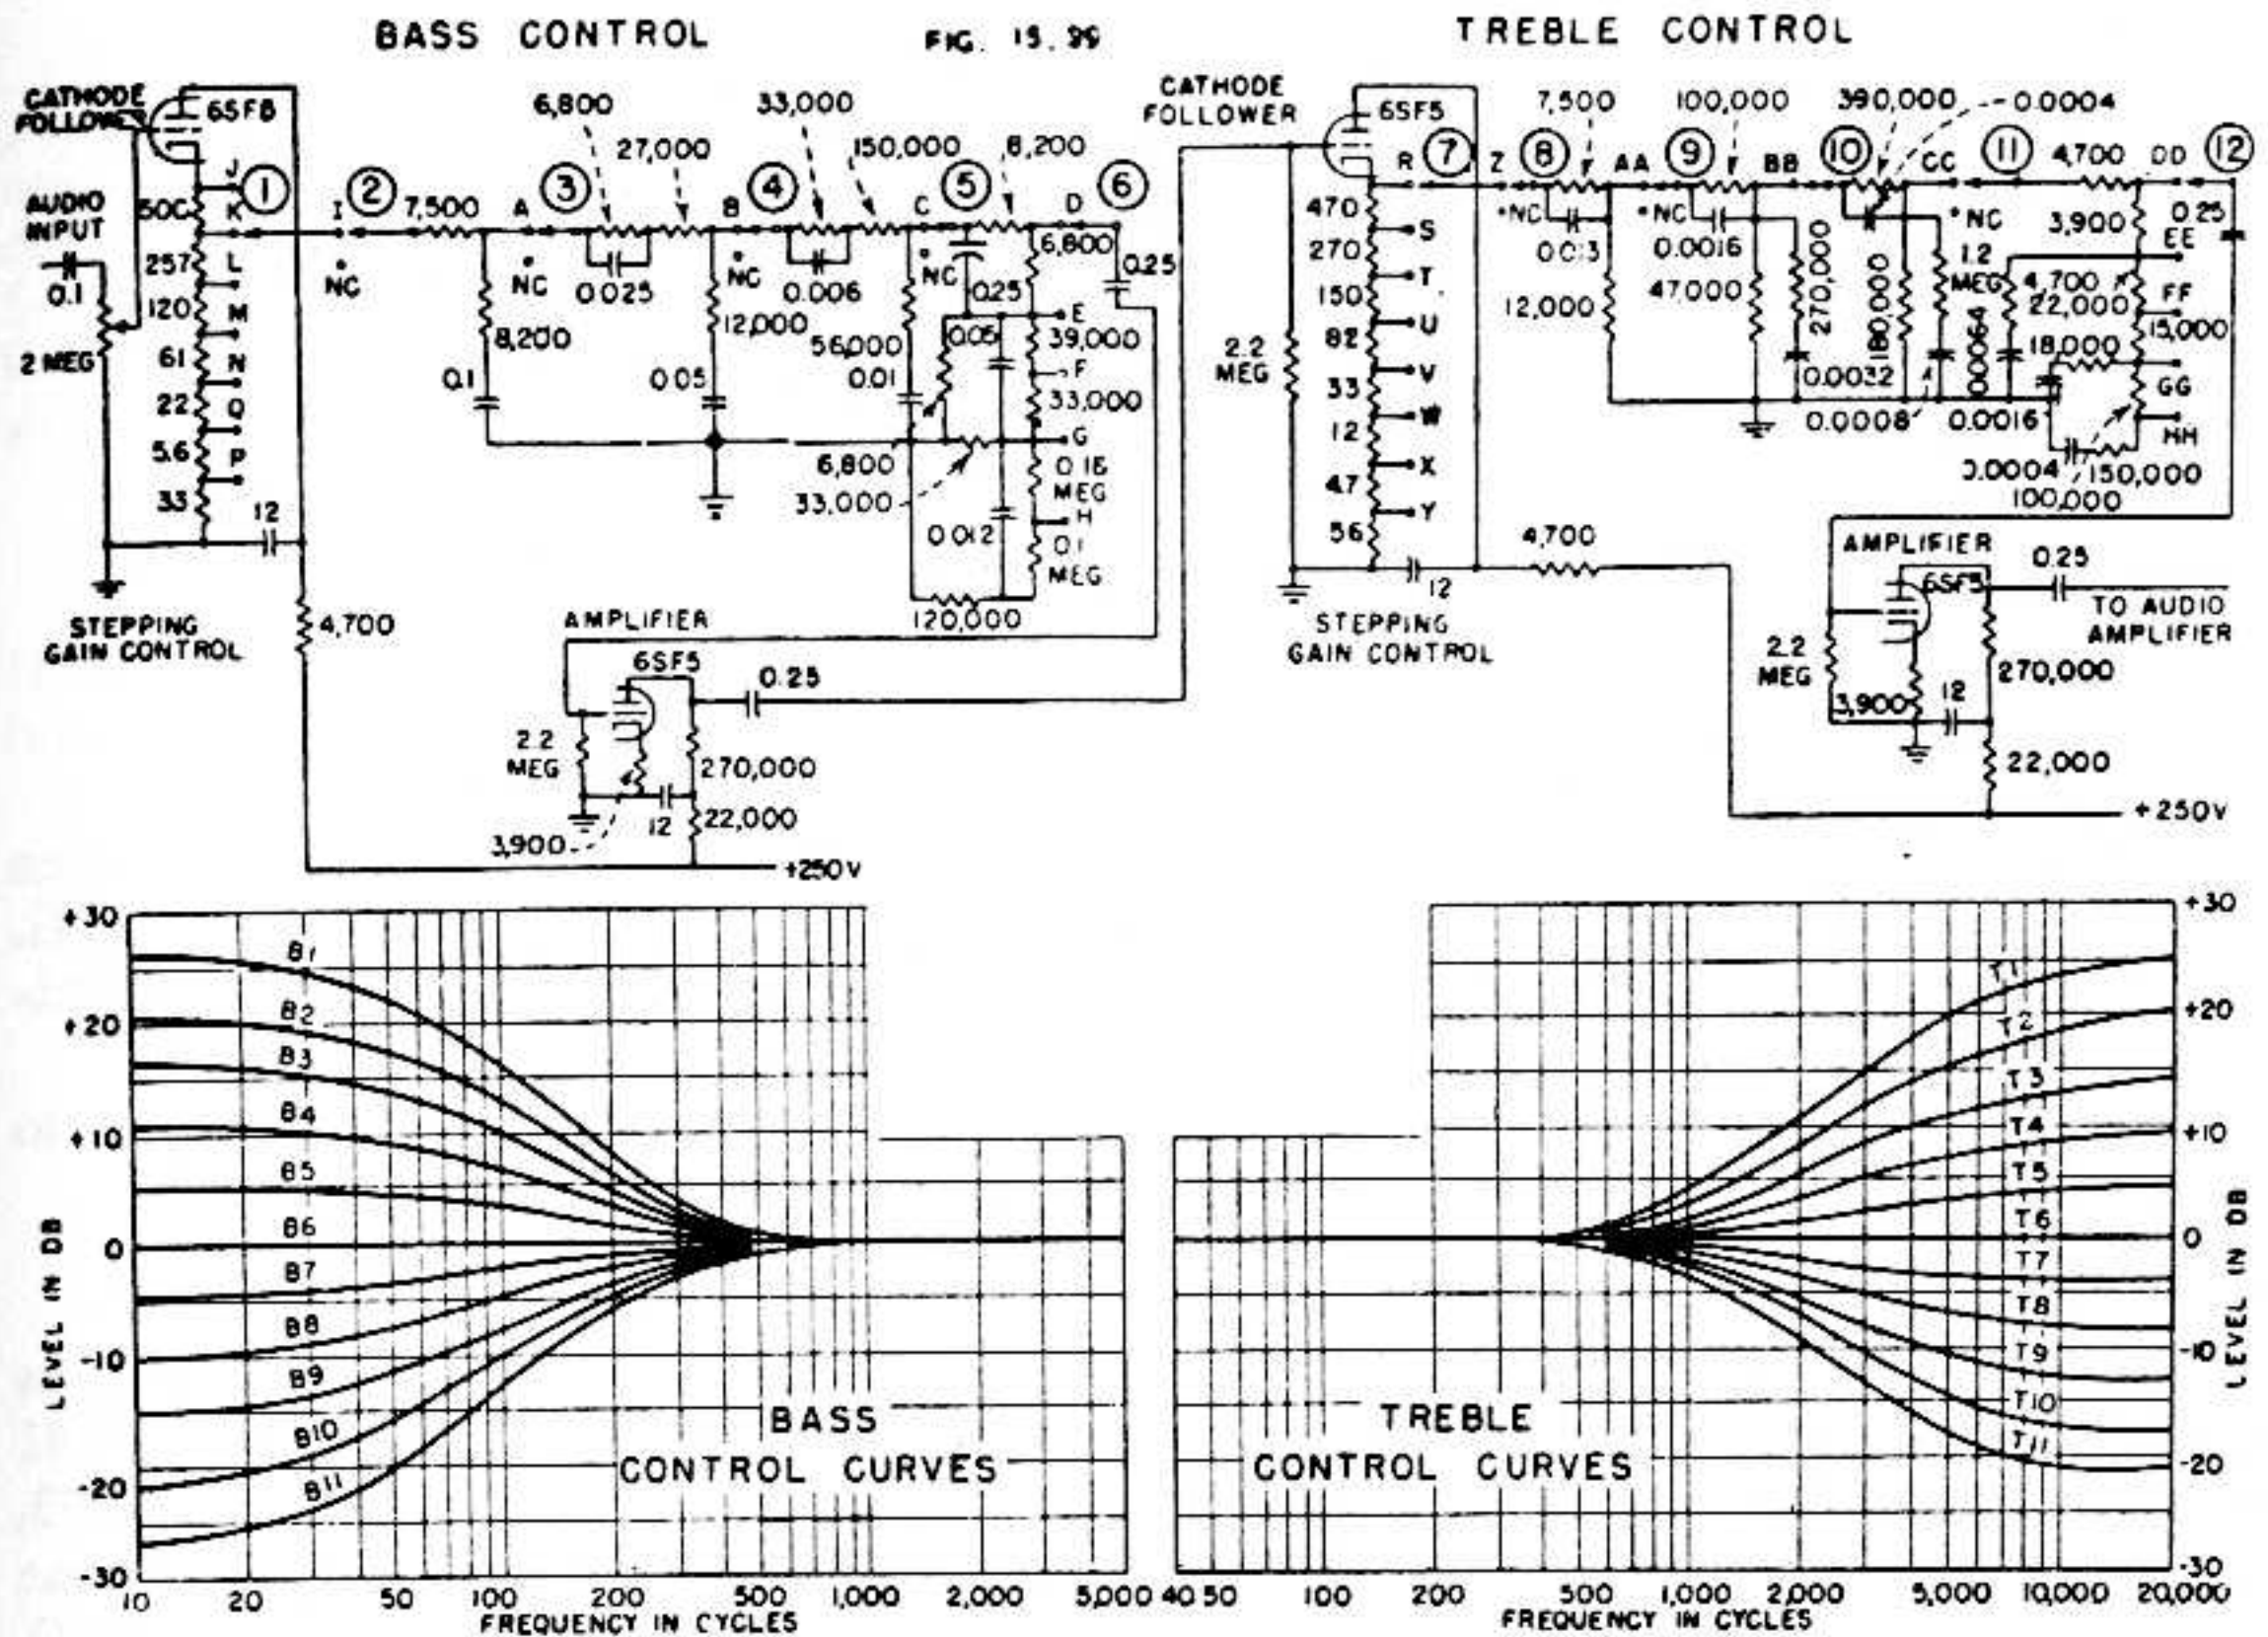 BASS CONTROL
FIG. 15.39
TREBLE CONTROL
CATHODE
FOLLOWER
AUDIO
INPUT
0.1
2 MEG
J
K
L
M
N
Q
P
257
120
61
22
5.6
33
12
STEPPING
GAIN CONTROL
4,700
1
I
NC
2
7,500
A
NC
3
6,800
27,000
0.025
8,200
0.1
B
NC
4
33,000
150,000
0.006
12,000
0.05
C
NC
5
8,200
D
6
6,800
0.25
0.25
56,000
0.01
0.05
E
39,000
F
33,000
G
6,800
33,000
MEG
H
0.012
0.1
MEG
120,000
AMPLIFIER
6SF5
0.25
2.2
MEG
270,000
12
22,000
3,900
+250V
CATHODE
FOLLOWER
6SF5
R
7
Z
8
7,500
AA
9
100,000
BB
10
390,000
0.0004
CC
11
4,700
DD
12
470
S
270
T
150
U
82
V
33
W
12
X
4.7
Y
56
12
2.2
MEG
STEPPING
GAIN CONTROL
4,700
NC
0.013
12,000
NC
0.0016
47,000
270,000
0.0032
180,000
0.0008
NC
1.2
MEG
0.00064
3,900
0.25
EE
4,700
22,000
FF
15,000
18,000
GG
0.0016
HH
0.0004
150,000
100,000
AMPLIFIER
6SF5
0.25
TO AUDIO
AMPLIFIER
2.2
MEG
3,900
12
270,000
22,000
+250V
+30
+20
+10
0
-10
-20
-30
LEVEL IN DB
B1
B2
B3
B4
B5
B6
B7
B8
B9
B10
B11
BASS
CONTROL CURVES
10 20 50 100 200 500 1,000 2,000 5,000
FREQUENCY IN CYCLES
T1
T2
T3
T4
T5
T6
T7
T8
T9
T10
T11
TREBLE
CONTROL CURVES
40 50 100 200 500 1,000 2,000 5,000 10,000 20,000
FREQUENCY IN CYCLES
+30
+20
+10
0
-10
-20
-30
LEVEL IN DB